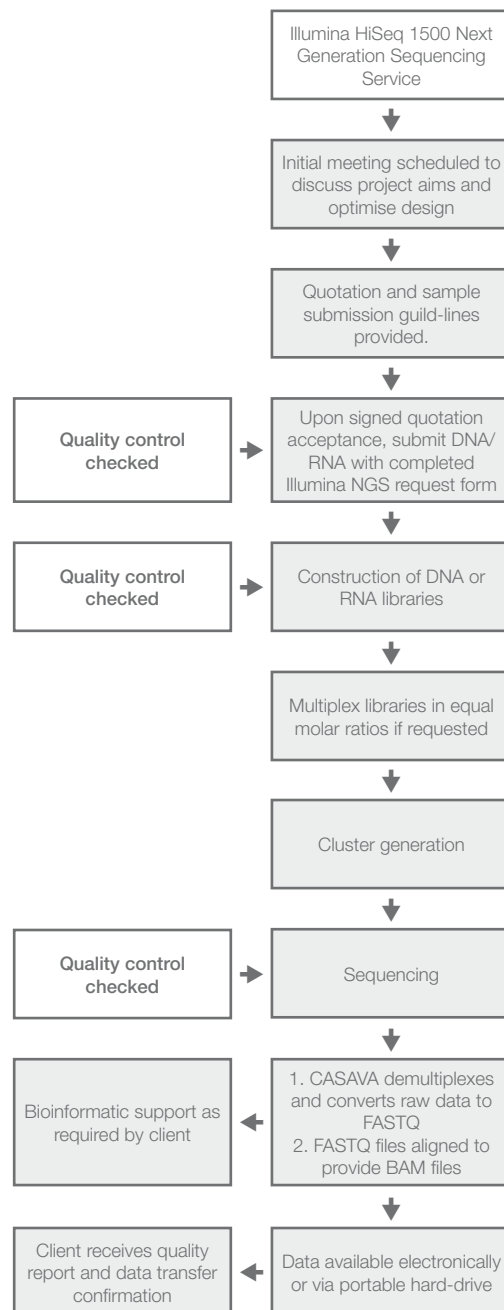 Illumina HiSeq 1500 Next
Generation Sequencing
Service
Initial meeting scheduled to
discuss project aims and
optimise design
Quotation and sample
submission guild-lines
provided.
Quality control
checked
Upon signed quotation
acceptance, submit DNA/
RNA with completed
Illumina NGS request form
Quality control
checked
Construction of DNA or
RNA libraries
Multiplex libraries in equal
molar ratios if requested
Cluster generation
Quality control
checked
Sequencing
Bioinformatic support as
required by client
1. CASAVA demultiplexes
and converts raw data to
FASTQ
2. FASTQ files aligned to
provide BAM files
Client receives quality
report and data transfer
confirmation
Data available electronically
or via portable hard-drive